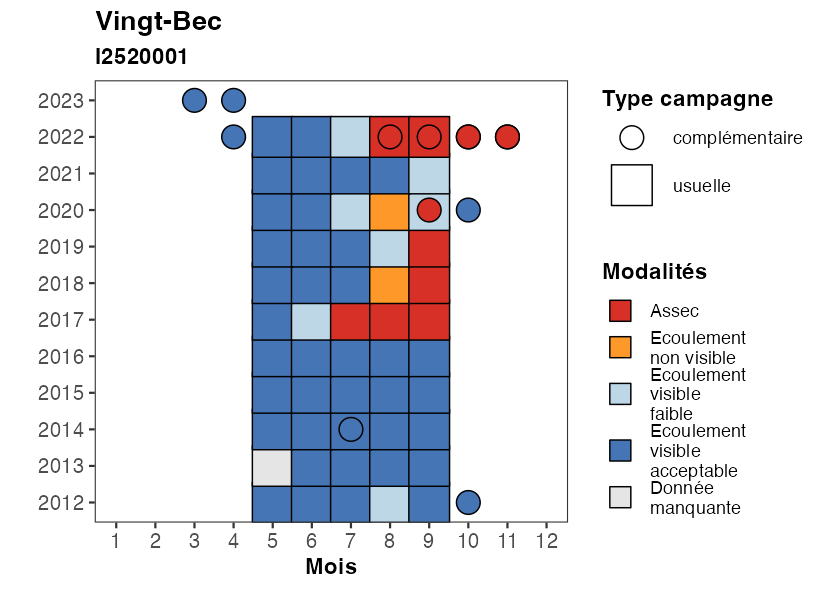 Vingt-Bec
I2520001
2023
2022
2021
2020
2019
2018
2017
2016
2015
2014
2013
2012
1 2 3 4 5 6 7 8 9 10 11 12
Mois
Type campagne
complémentaire
usuelle
Modalités
Assec
Ecoulement
non visible
Ecoulement
visible
faible
Ecoulement
visible
acceptable
Donnée
manquante